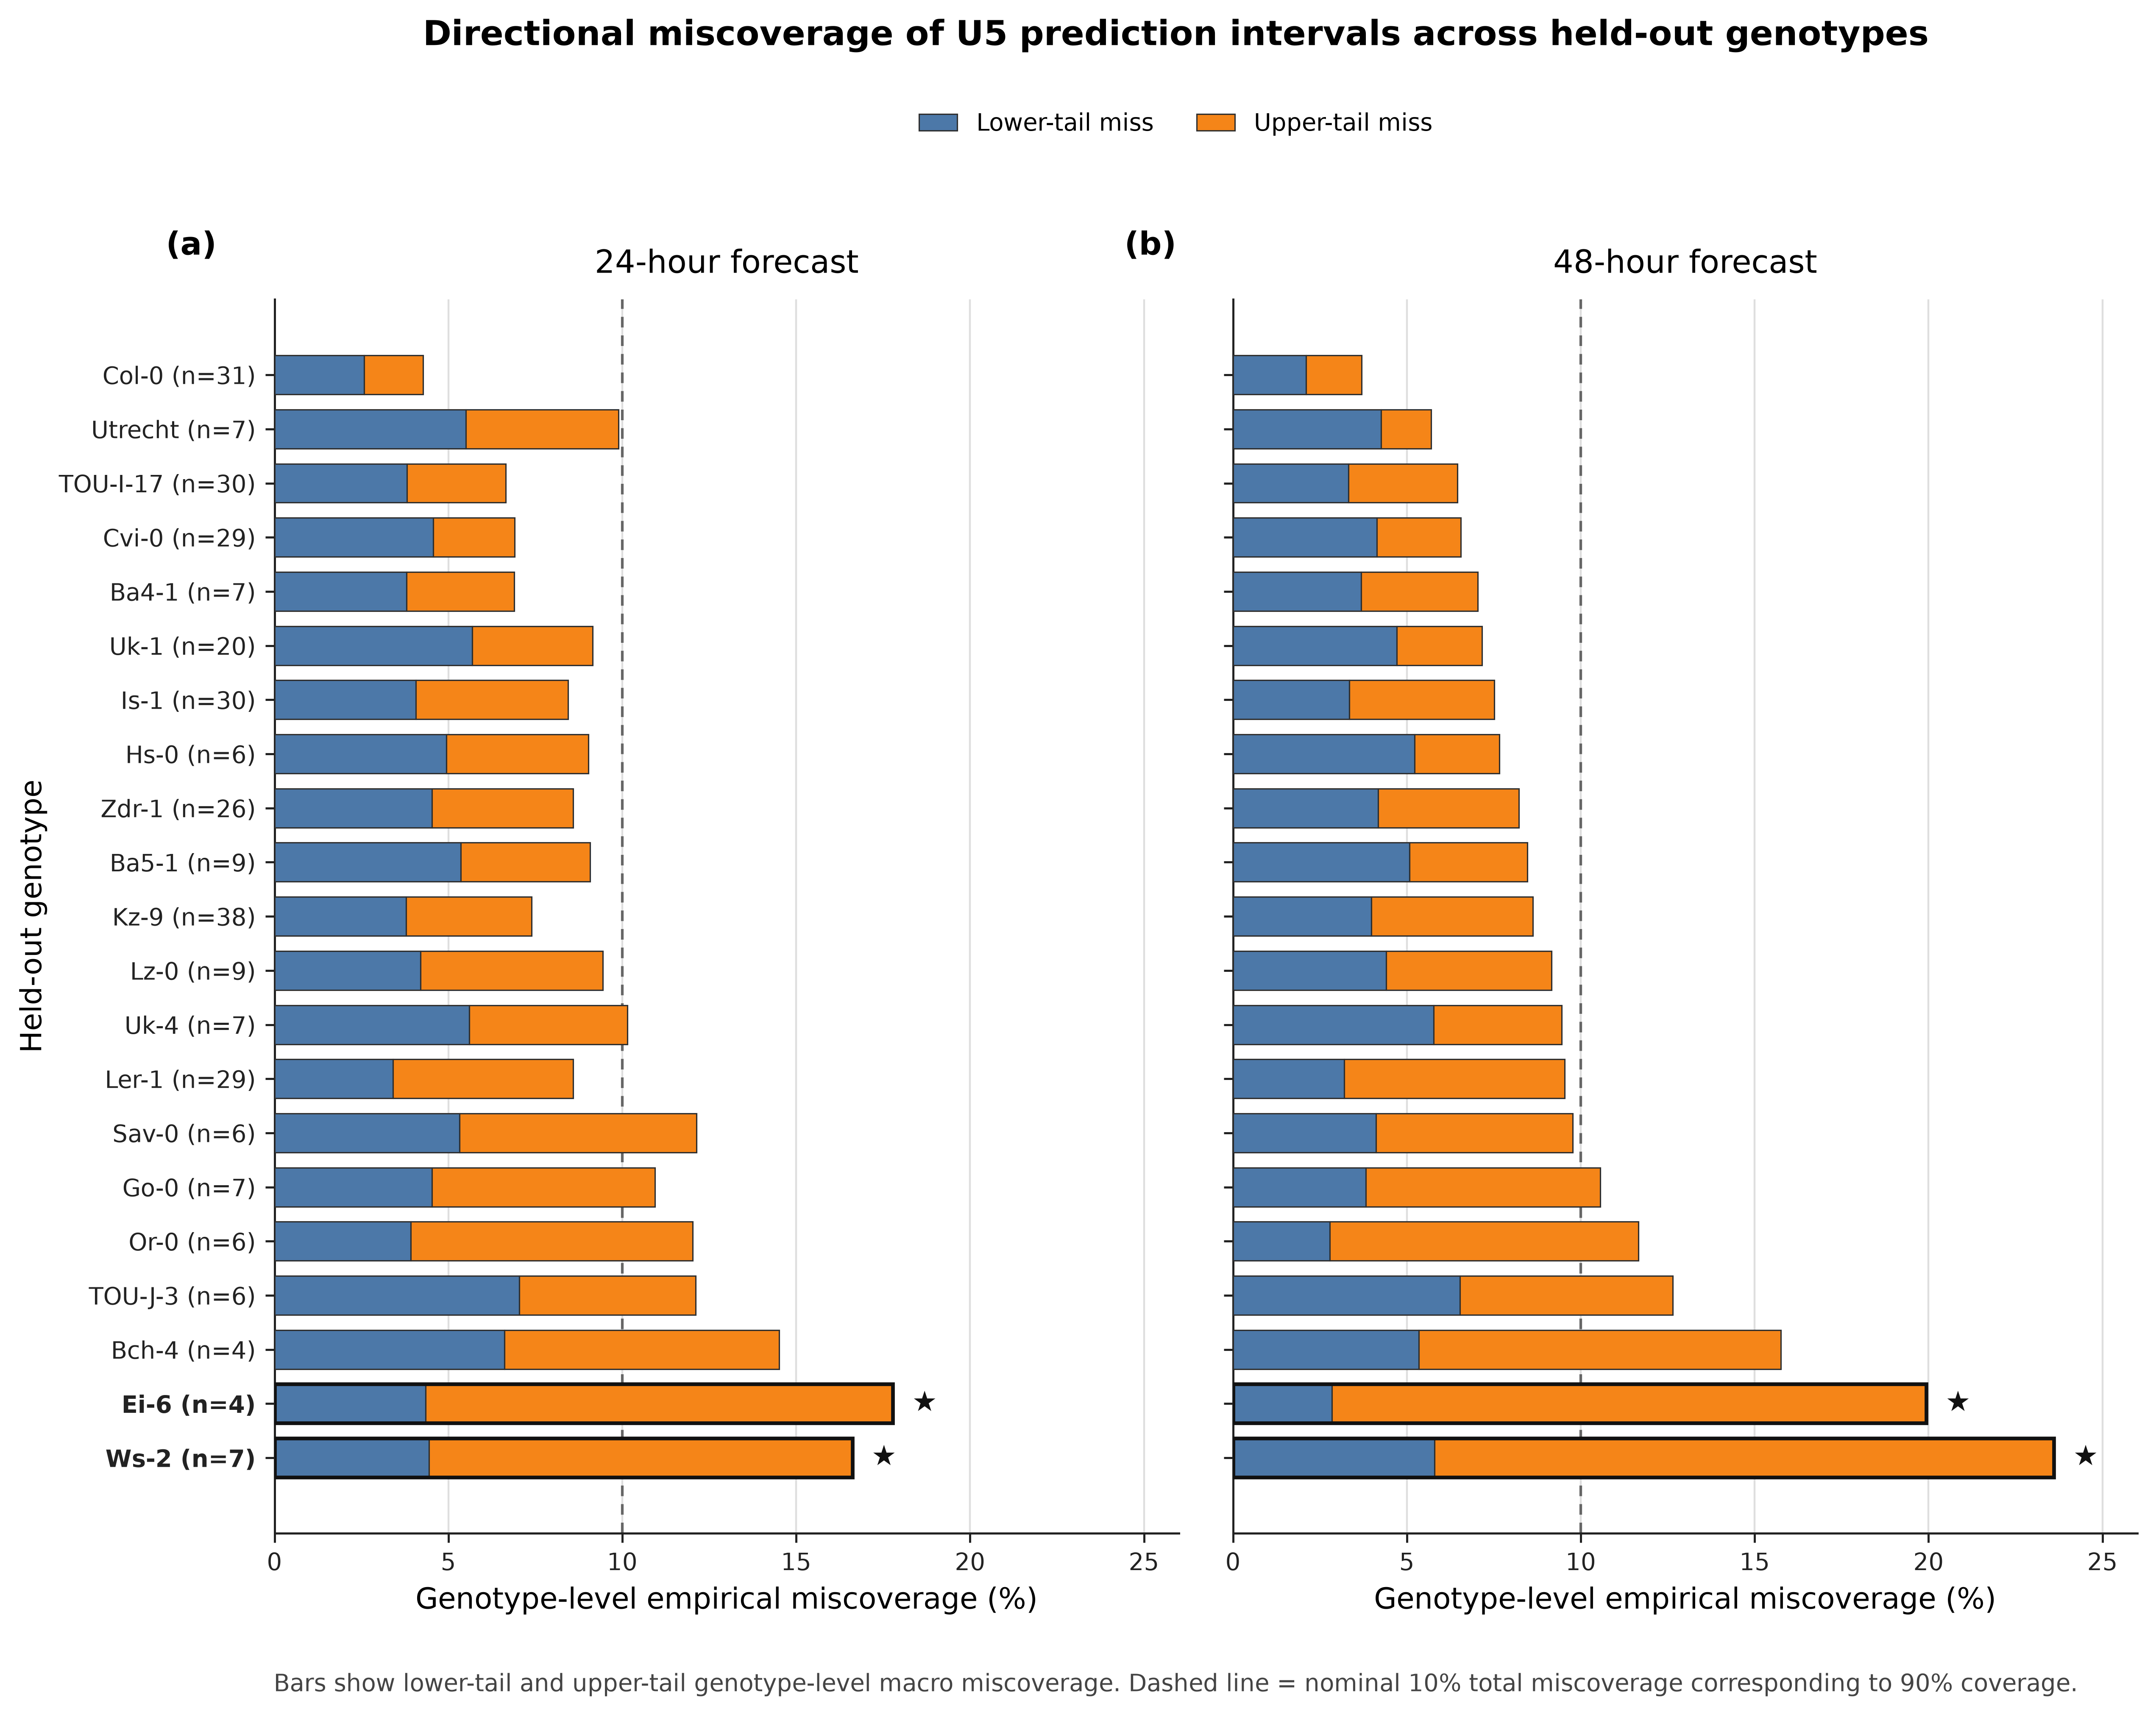 Directional miscoverage of U5 prediction intervals across held-out genotypes
Lower-tail miss
Upper-tail miss
(a)
24-hour forecast
Held-out genotype
Col-0 (n=31)
Utrecht (n=7)
TOU-I-17 (n=30)
Cvi-0 (n=29)
Ba4-1 (n=7)
Uk-1 (n=20)
Is-1 (n=30)
Hs-0 (n=6)
Zdr-1 (n=26)
Ba5-1 (n=9)
Kz-9 (n=38)
Lz-0 (n=9)
Uk-4 (n=7)
Ler-1 (n=29)
Sav-0 (n=6)
Go-0 (n=7)
Or-0 (n=6)
TOU-J-3 (n=6)
Bch-4 (n=4)
Ei-6 (n=4)
★
Ws-2 (n=7)
★
0 5 10 15 20 25
Genotype-level empirical miscoverage (%)
(b)
48-hour forecast
★
★
0 5 10 15 20 25
Genotype-level empirical miscoverage (%)
Bars show lower-tail and upper-tail genotype-level macro miscoverage. Dashed line = nominal 10% total miscoverage corresponding to 90% coverage.